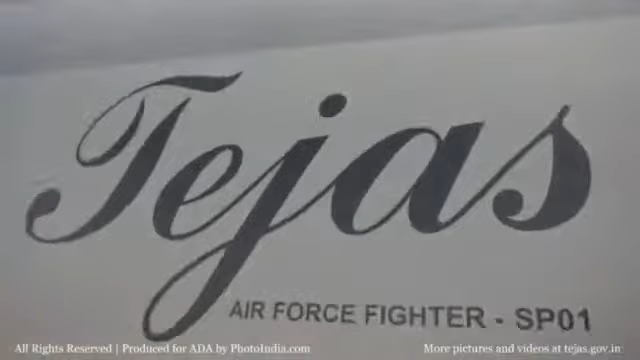 Tejas
AIR FORCE FIGHTER - SP01
All Rights Reserved | Produced for ADA by PhotoIndia.com
More pictures and videos at tejas.gov.in